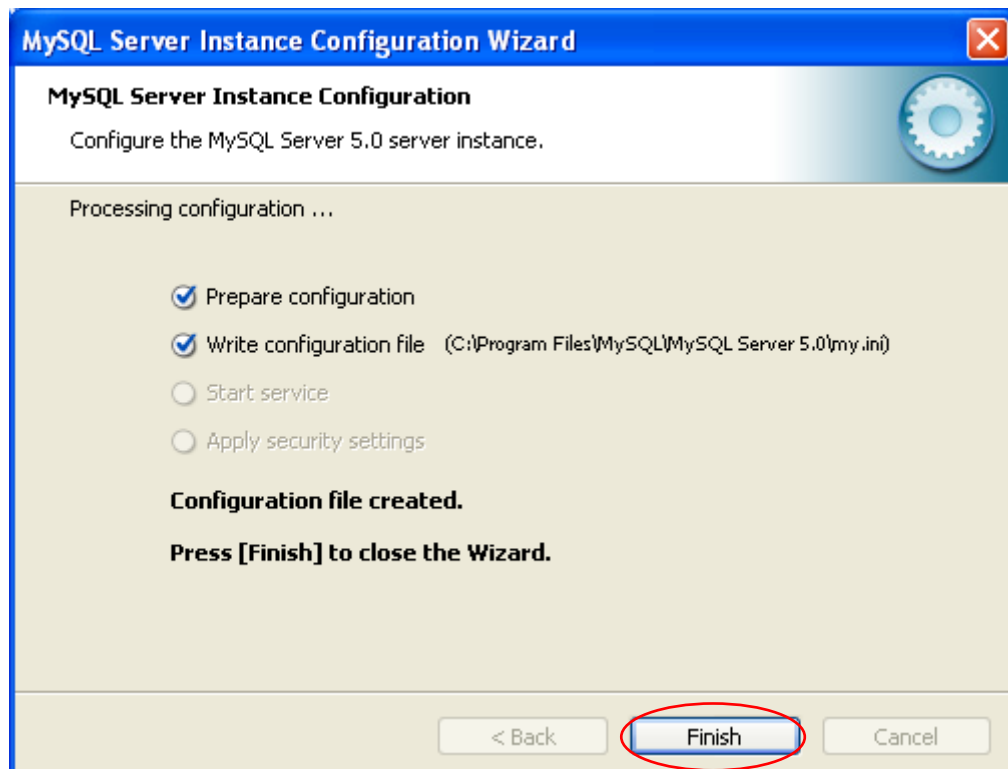 MySQL Server Instance Configuration Wizard
MySQL Server Instance Configuration
Configure the MySQL Server 5.0 server instance.
Processing configuration ...
Prepare configuration
Write configuration file (C:\Program Files\MySQL\MySQL Server 5.0\my.ini)
Start service
Apply security settings
Configuration file created.
Press [Finish] to close the Wizard.
< Back Finish Cancel